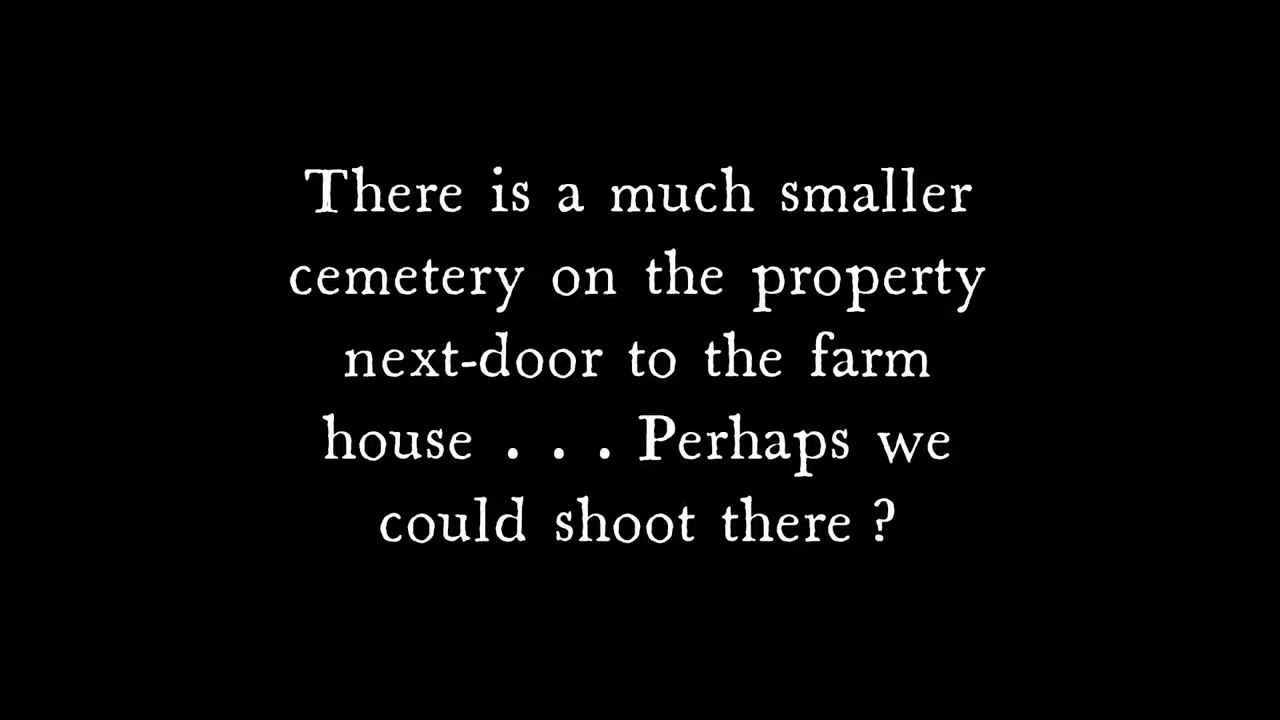 There is a much smaller
cemetery on the property
next-door to the farm
house . . . Perhaps we
could shoot there ?